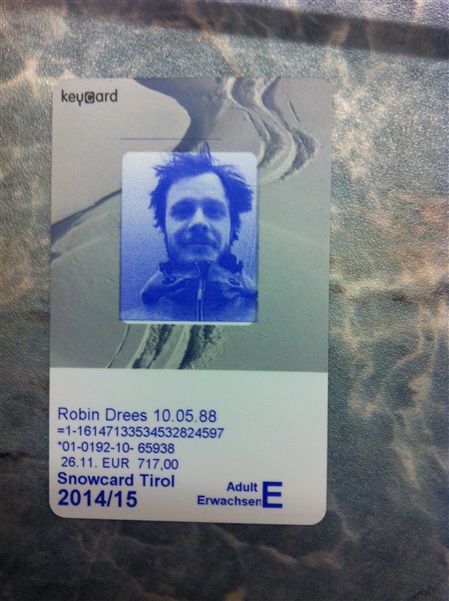 keycard
Robin Drees 10.05.88
=1-16147133534532824597
*01-0192-10- 65938
26.11. EUR 717,00
Snowcard Tirol
2014/15
Adult
Erwachsen E